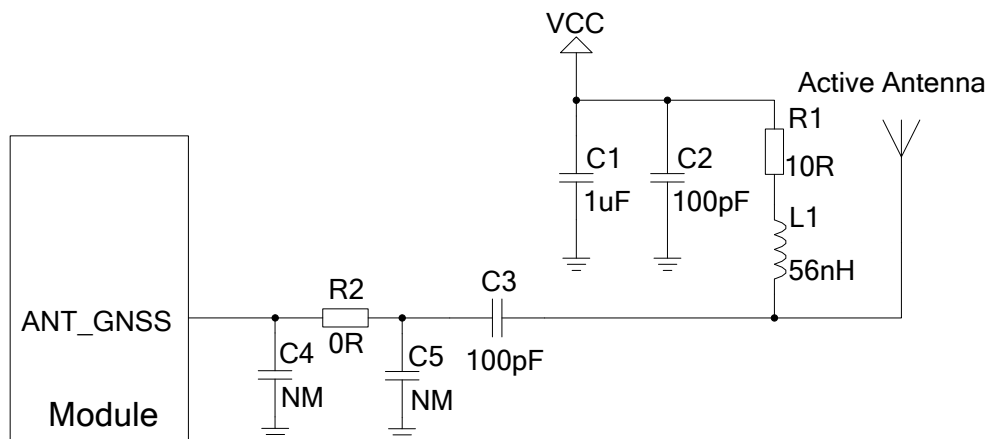 VCC
Active Antenna
R1
10R
C1
1uF
C2
100pF
L1
56nH
C3
100pF
R2
0R
ANT_GNSS
C4
NM
C5
NM
Module